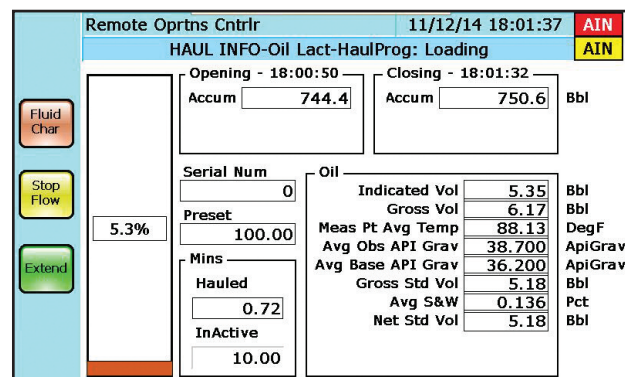 Remote Oprtns Cntrlr 11/12/14 18:01:37 AIN
HAUL INFO-Oil Lact-HaulProg: Loading AIN
Fluid Char
Stop Flow
Extend
5.3%
Opening - 18:00:50
Accum 744.4
Closing - 18:01:32
Accum 750.6 Bbl
Serial Num
0
Preset
100.00
Mins
Hauled
0.72
InActive
10.00
Oil
Indicated Vol 5.35 Bbl
Gross Vol 6.17 Bbl
Meas Pt Avg Temp 88.13 DegF
Avg Obs API Grav 38.700 ApiGrav
Avg Base API Grav 36.200 ApiGrav
Gross Std Vol 5.18 Bbl
Avg S&W 0.136 Pct
Net Std Vol 5.18 Bbl